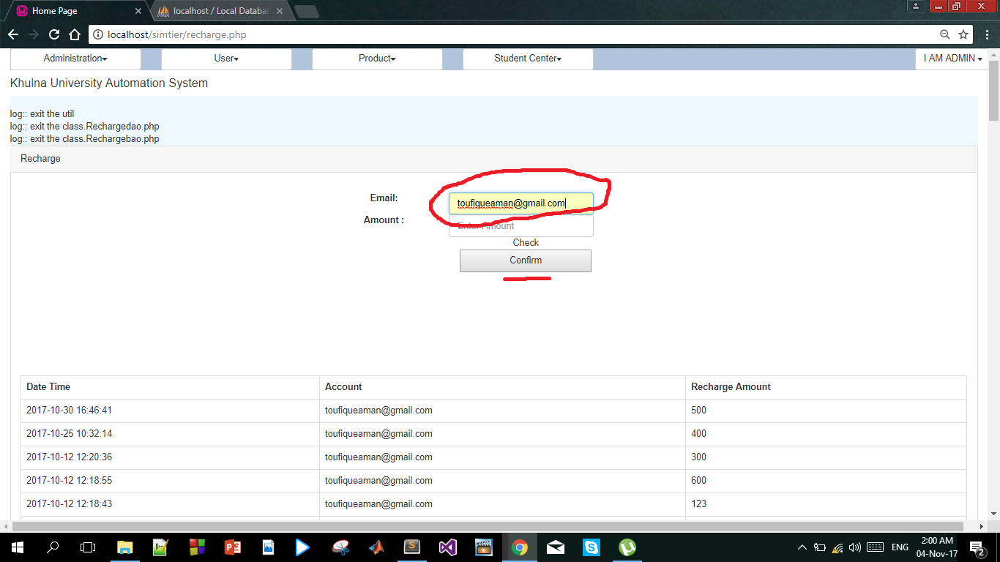 Home Page
localhost / Local Databas
localhost/simtier/recharge.php
Administration User Product Student Center I AM ADMIN
Khulna University Automation System
log:: exit the util
log:: exit the class.Rechargedao.php
log:: exit the class.Rechargebao.php
Recharge
Email: toufiqueaman@gmail.com
Amount : Enter Amount
Check
Confirm
Date Time Account Recharge Amount
2017-10-30 16:46:41 toufiqueaman@gmail.com 500
2017-10-25 10:32:14 toufiqueaman@gmail.com 400
2017-10-12 12:20:36 toufiqueaman@gmail.com 300
2017-10-12 12:18:55 toufiqueaman@gmail.com 600
2017-10-12 12:18:43 toufiqueaman@gmail.com 123
ENG
2:00 AM
04-Nov-17
2